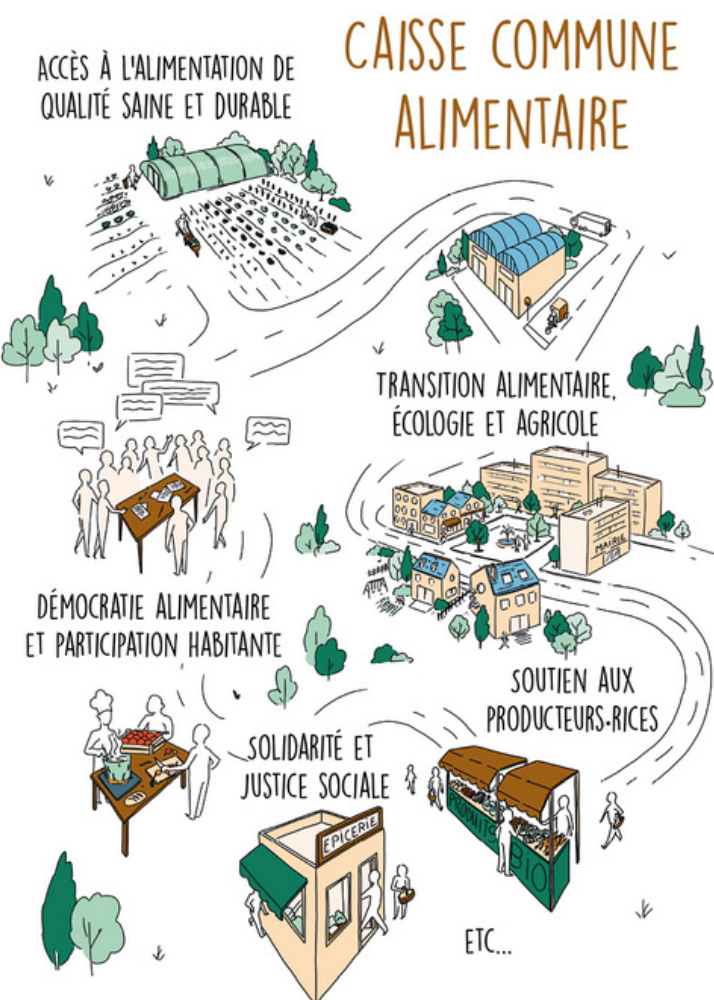 CAISSE COMMUNE
ALIMENTAIRE
ACCÈS À L'ALIMENTATION DE
QUALITÉ SAINE ET DURABLE
TRANSITION ALIMENTAIRE,
ÉCOLOGIE ET AGRICOLE
MAIRIE
DÉMOCRATIE ALIMENTAIRE
ET PARTICIPATION HABITANTE
SOUTIEN AUX
PRODUCTEURS•RICES
SOLIDARITÉ ET
JUSTICE SOCIALE
PRODUITS
BIO
EPICERIE
ETC...